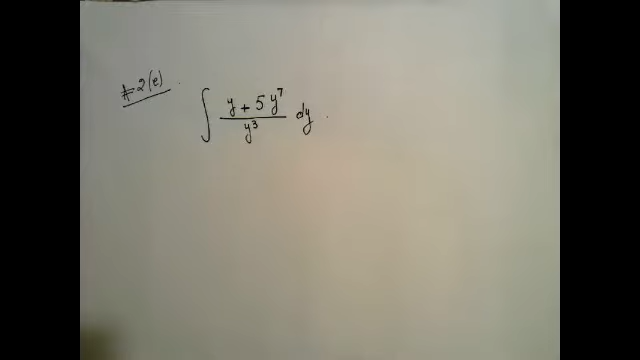 #2(e).
∫ (y + 5y⁷)/y³ dy.